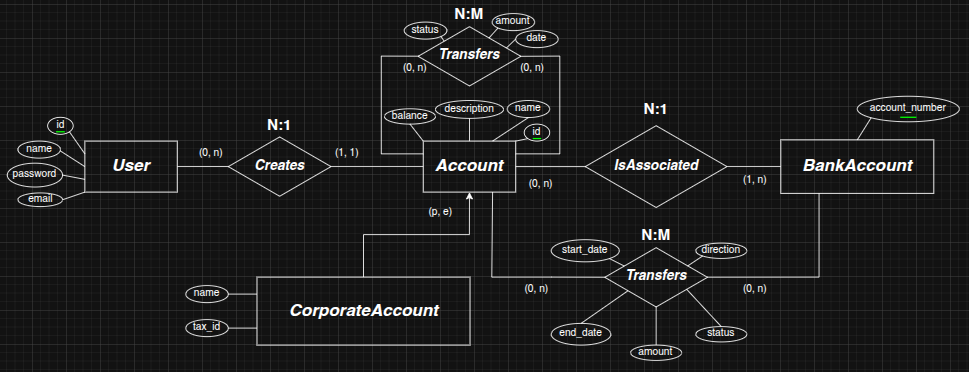 N:M
status
amount
date
Transfers
(0, n)
(0, n)
balance
description
name
id
id
name
password
email
User
(0, n)
N:1
Creates
(1, 1)
Account
(0, n)
N:1
IsAssociated
(1, n)
account_number
BankAccount
(p, e)
N:M
start_date
direction
Transfers
(0, n)
(0, n)
end_date
amount
status
name
tax_id
CorporateAccount